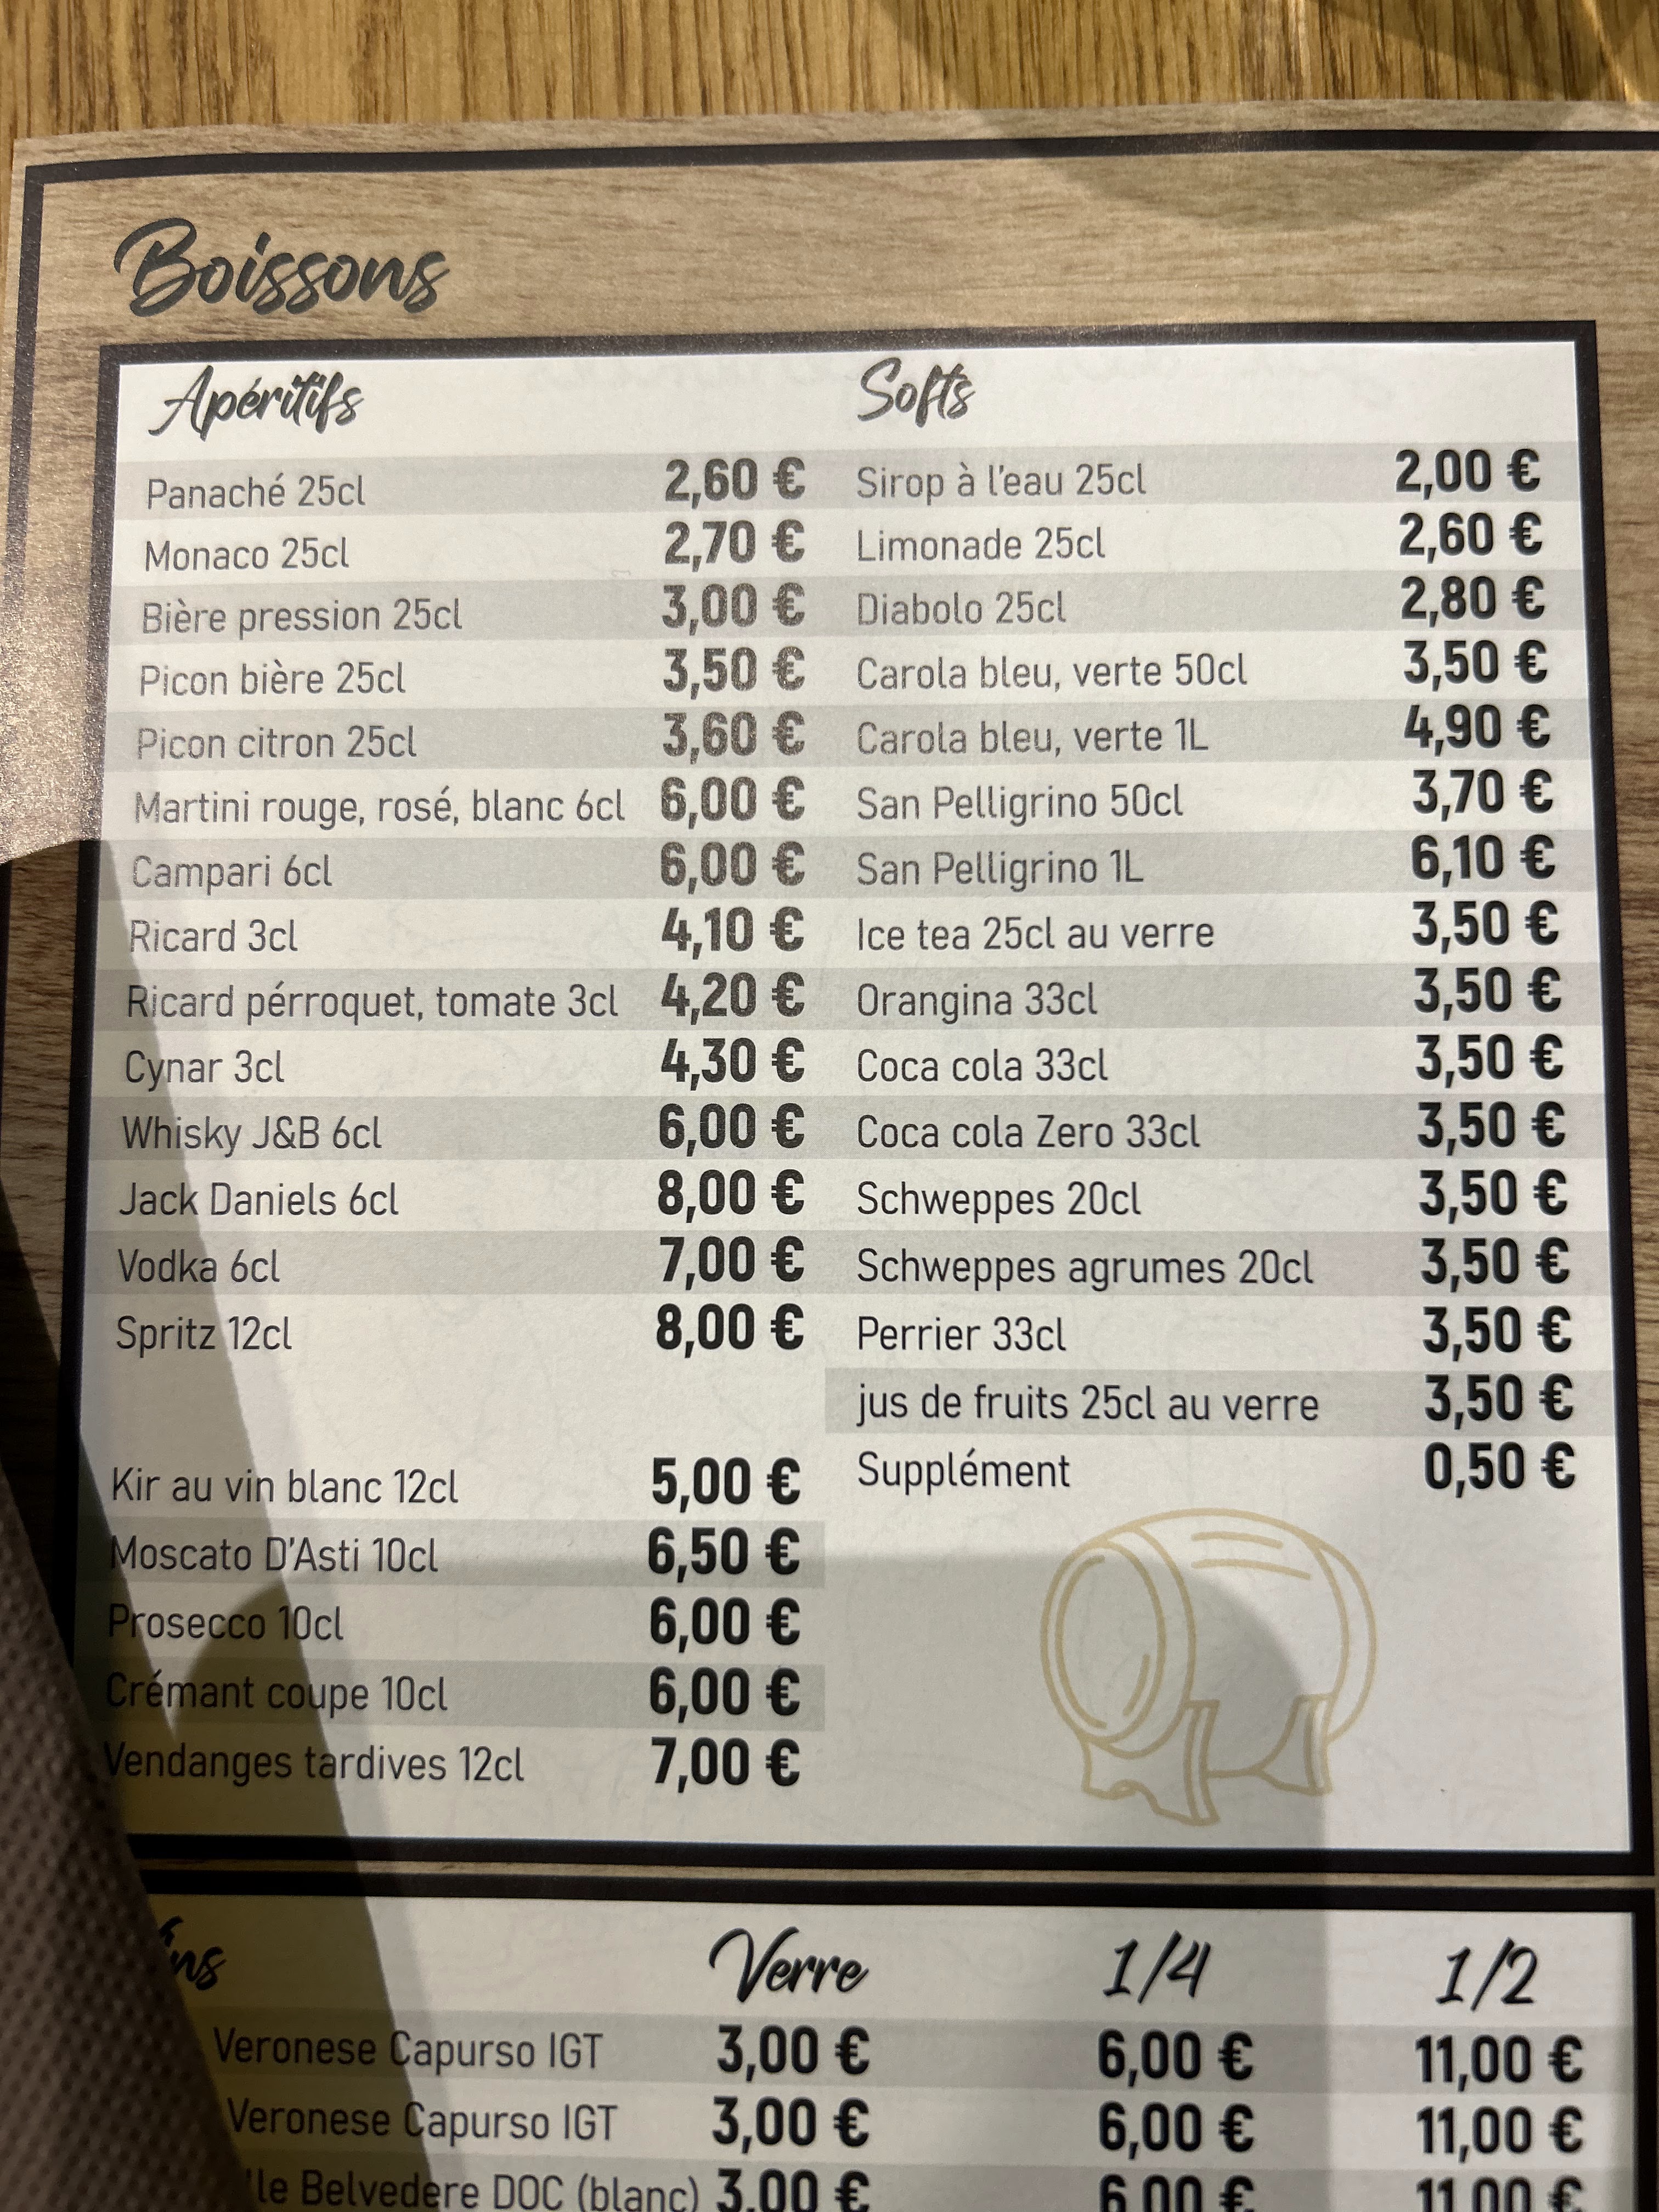 Boissons
Apéritifs
Panaché 25cl 2,60 €
Monaco 25cl 2,70 €
Bière pression 25cl 3,00 €
Picon bière 25cl 3,50 €
Picon citron 25cl 3,60 €
Martini rouge, rosé, blanc 6cl 6,00 €
Campari 6cl 6,00 €
Ricard 3cl 4,10 €
Ricard pérroquet, tomate 3cl 4,20 €
Cynar 3cl 4,30 €
Whisky J&B 6cl 6,00 €
Jack Daniels 6cl 8,00 €
Vodka 6cl 7,00 €
Spritz 12cl 8,00 €
Kir au vin blanc 12cl 5,00 €
Moscato D'Asti 10cl 6,50 €
Prosecco 10cl 6,00 €
Crémant coupe 10cl 6,00 €
Vendanges tardives 12cl 7,00 €
Softs
Sirop à l'eau 25cl 2,00 €
Limonade 25cl 2,60 €
Diabolo 25cl 2,80 €
Carola bleu, verte 50cl 3,50 €
Carola bleu, verte 1L 4,90 €
San Pelligrino 50cl 3,70 €
San Pelligrino 1L 6,10 €
Ice tea 25cl au verre 3,50 €
Orangina 33cl 3,50 €
Coca cola 33cl 3,50 €
Coca cola Zero 33cl 3,50 €
Schweppes 20cl 3,50 €
Schweppes agrumes 20cl 3,50 €
Perrier 33cl 3,50 €
jus de fruits 25cl au verre 3,50 €
Supplément 0,50 €
Verre 1/4 1/2
Veronese Capurso IGT 3,00 € 6,00 € 11,00 €
Veronese Capurso IGT 3,00 € 6,00 € 11,00 €
Belvedere DOC (blanc) 3,00 € 6,00 € 11,00 €